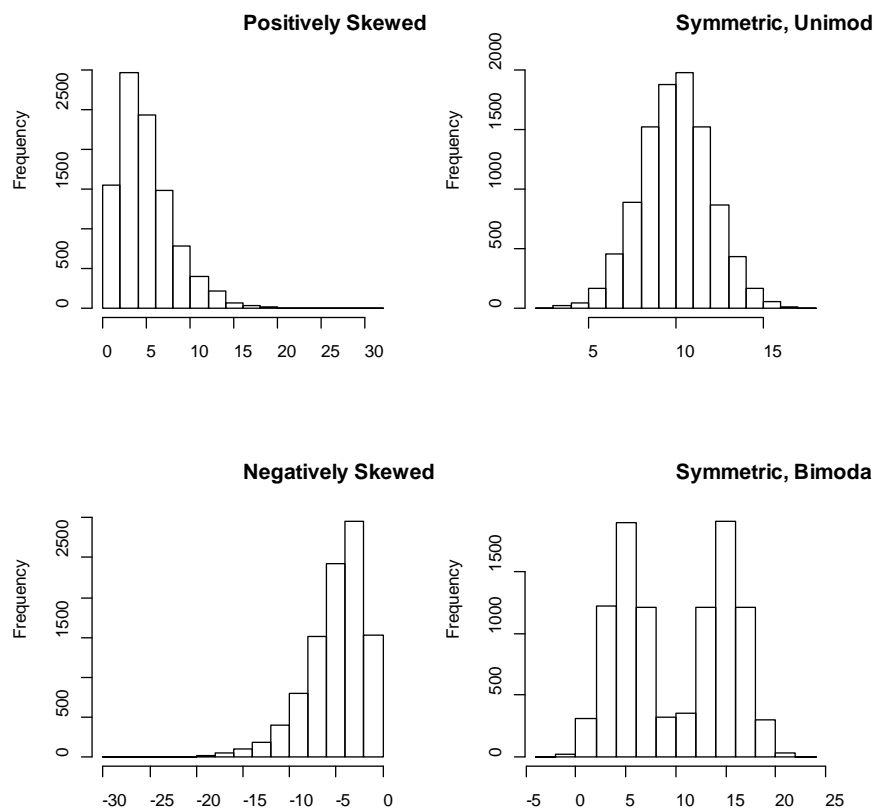 Positively Skewed
Frequency
2500
1500
500
0
0 5 10 15 20 25 30
Symmetric, Unimod
Frequency
2000
1500
1000
500
0
5 10 15
Negatively Skewed
Frequency
2500
1500
500
0
-30 -25 -20 -15 -10 -5 0
Symmetric, Bimoda
Frequency
1500
1000
500
0
-5 0 5 10 15 20 25